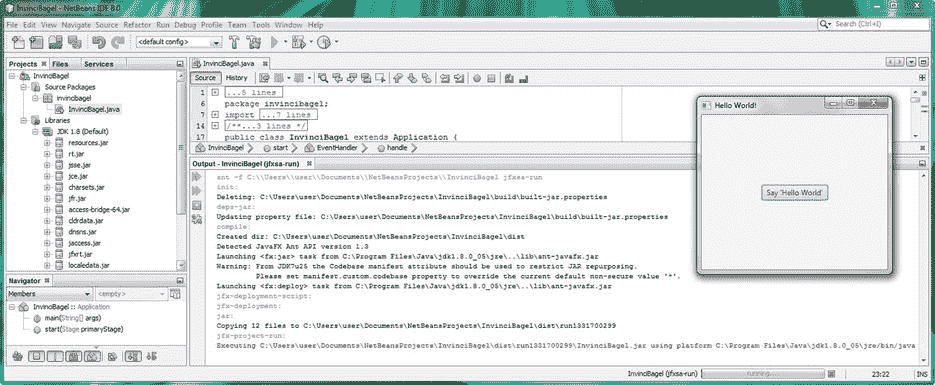 InvinciBagel - NetBeans IDE 8.0
File Edit View Navigate Source Refactor Run Debug Profile Team Tools Window Help
Search (Ctrl+I)
<default config>
Projects
Files
Services
InvinciBagel
Source Packages
invincibagel
InvinciBagel.java
Libraries
JDK 1.8 (Default)
resources.jar
rt.jar
jsse.jar
jce.jar
charsets.jar
jfr.jar
access-bridge-64.jar
cldrdata.jar
dnsns.jar
jaccess.jar
jfxrt.jar
localedata.jar
Navigator
Members
<empty>
InvinciBagel :: Application
main(String[] args)
start(Stage primaryStage)
InvinciBagel.java
Source
History
1 ...5 lines
6 package invincibagel;
7 import ...7 lines
14 /**...3 lines */
17 public class InvinciBagel extends Application {
InvinciBagel start EventHandler handle
Output - InvinciBagel (jfxsa-run)
ant -f C:\\Users\\user\\Documents\\NetBeansProjects\\InvinciBagel jfxsa-run
init:
Deleting: C:\Users\user\Documents\NetBeansProjects\InvinciBagel\build\built-jar.properties
deps-jar:
Updating property file: C:\Users\user\Documents\NetBeansProjects\InvinciBagel\build\built-jar.properties
compile:
Created dir: C:\Users\user\Documents\NetBeansProjects\InvinciBagel\dist
Detected JavaFX Ant API version 1.3
Launching <fx:jar> task from C:\Program Files\Java\jdk1.8.0_05\jre\..\lib\ant-javafx.jar
Warning: From JDK7u25 the Codebase manifest attribute should be used to restrict JAR repurposing.
Please set manifest.custom.codebase property to override the current default non-secure value '*'.
Launching <fx:deploy> task from C:\Program Files\Java\jdk1.8.0_05\jre\..\lib\ant-javafx.jar
jfx-deployment-script:
jfx-deployment:
jar:
Copying 12 files to C:\Users\user\Documents\NetBeansProjects\InvinciBagel\dist\run1331700299
jfx-project-run:
Executing C:\Users\user\Documents\NetBeansProjects\InvinciBagel\dist\run1331700299\InvinciBagel.jar using platform C:\Program Files\Java\jdk1.8.0_05\jre/bin/java
Hello World!
Say 'Hello World'
InvinciBagel (jfxsa-run)
running...
23:22
INS